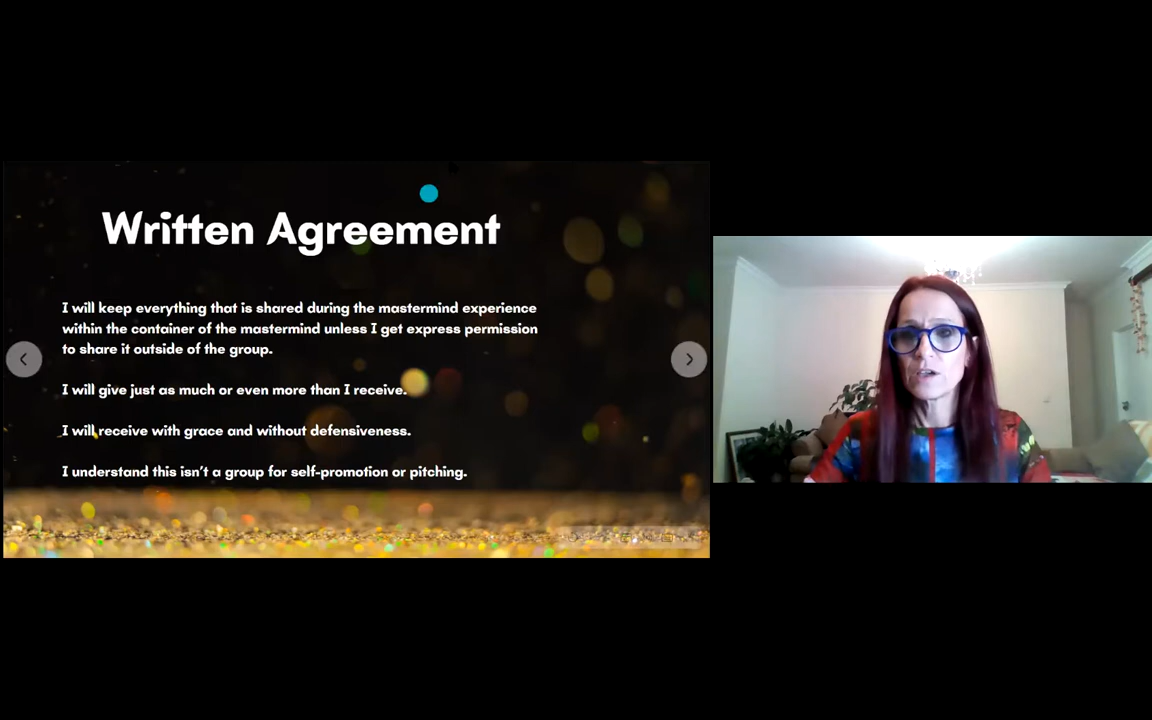 Written Agreement
I will keep everything that is shared during the mastermind experience
within the container of the mastermind unless I get express permission
to share it outside of the group.
I will give just as much or even more than I receive.
I will receive with grace and without defensiveness.
I understand this isn't a group for self-promotion or pitching.